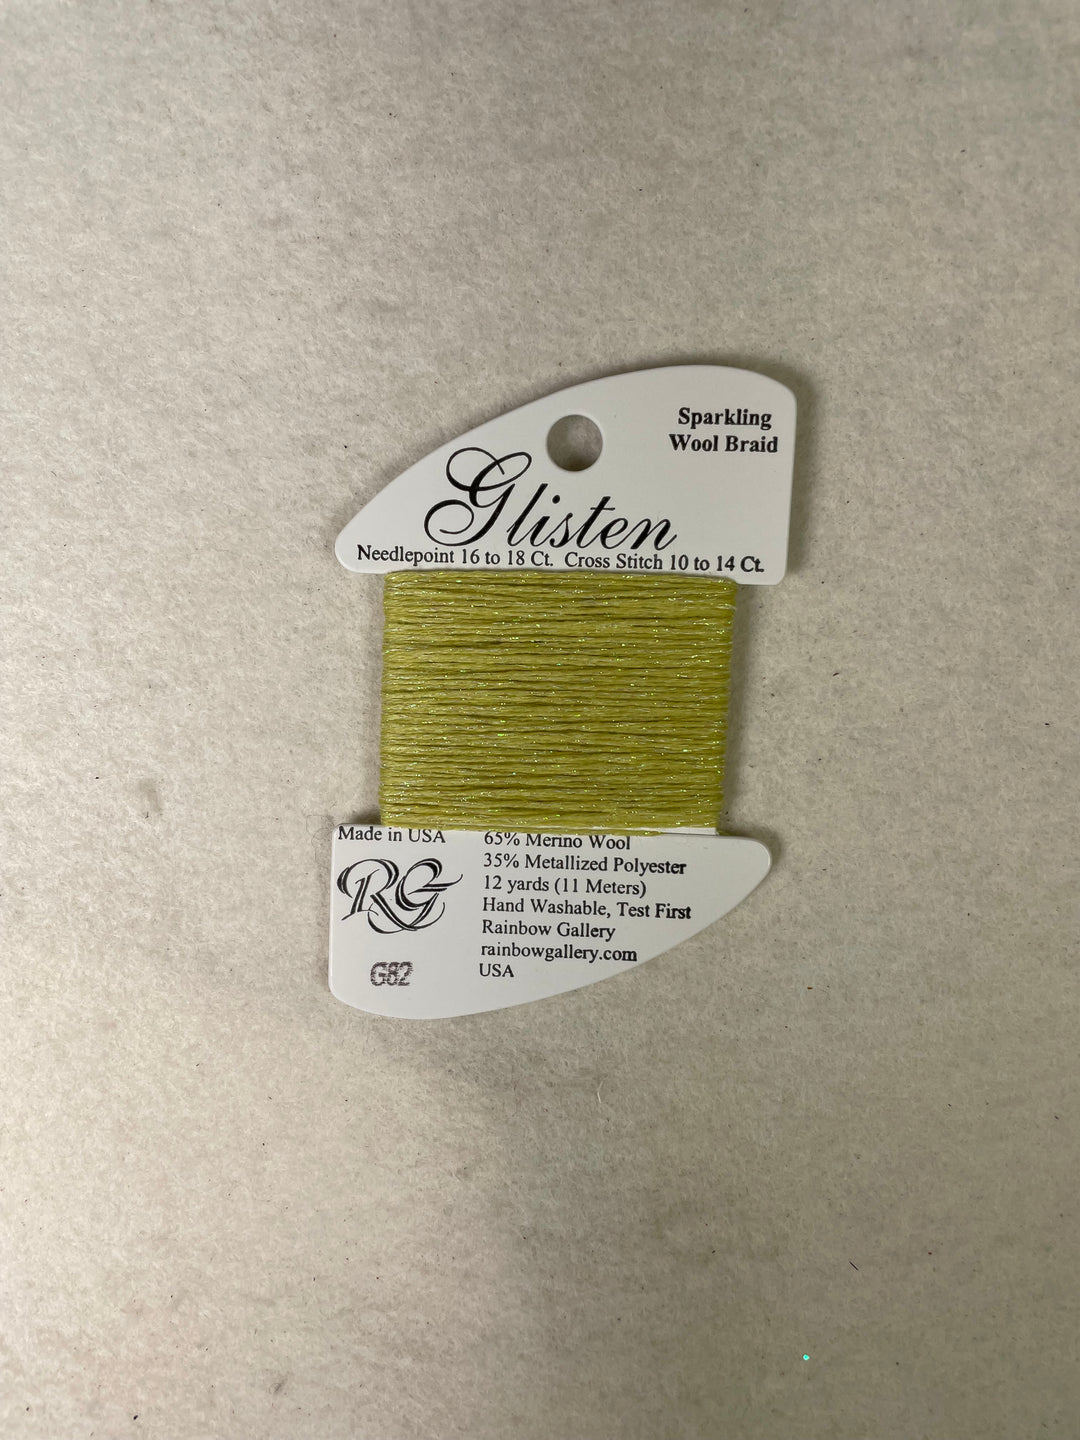 Sparkling
Wool Braid
Glisten
Needlepoint 16 to 18 Ct. Cross Stitch 10 to 14 Ct.
Made in USA
RG
G82
65% Merino Wool
35% Metallized Polyester
12 yards (11 Meters)
Hand Washable, Test First
Rainbow Gallery
rainbowgallery.com
USA